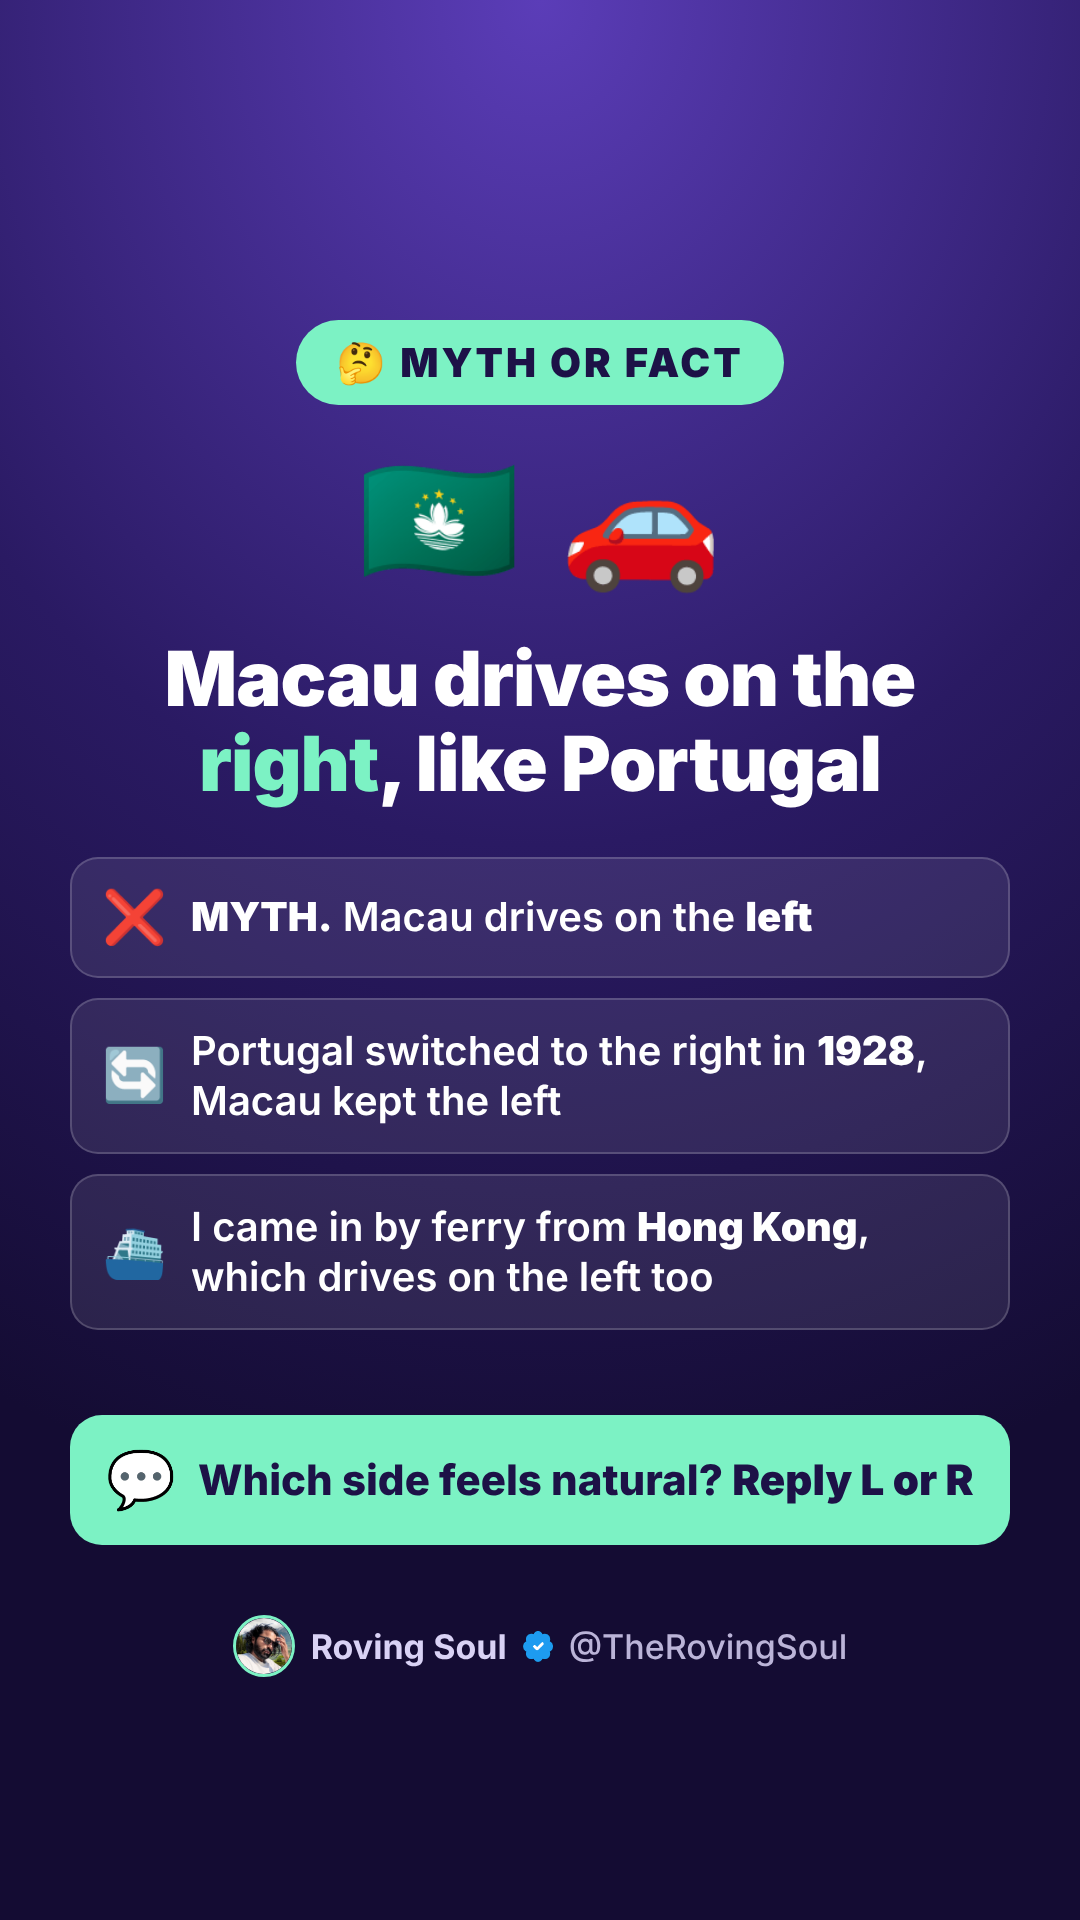 🤔 MYTH OR FACT
Macau drives on the
right, like Portugal
MYTH. Macau drives on the left
Portugal switched to the right in 1928,
Macau kept the left
I came in by ferry from Hong Kong,
which drives on the left too
Which side feels natural? Reply L or R
Roving Soul @TheRovingSoul